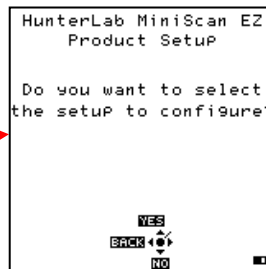 HunterLab MiniScan EZ
Product Setup
Do you want to select
the setup to configure?
YES
BACK
NO